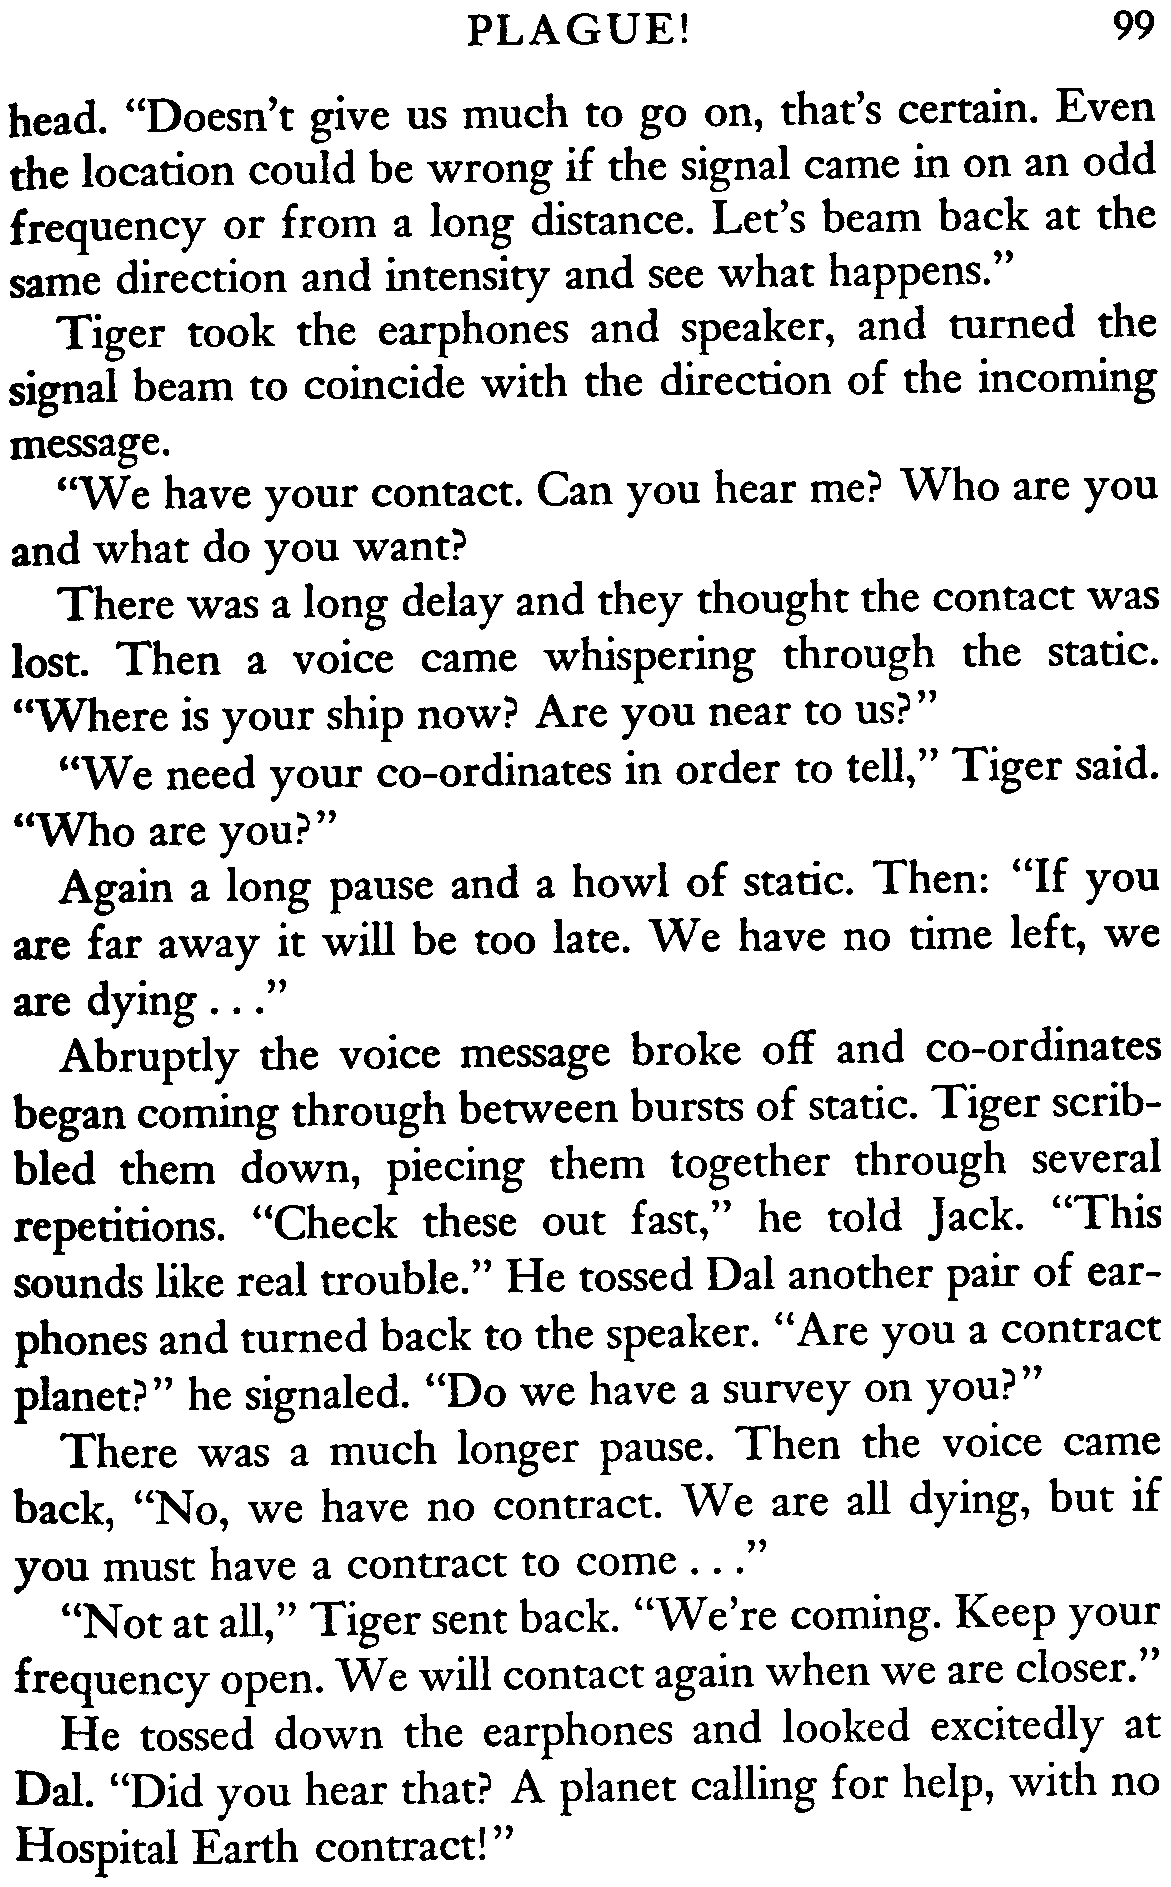 PLAGUE! 99
head. “Doesn’t give us much to go on, that’s certain. Even
the location could be wrong if the signal came in on an odd
frequency or from a long distance. Let’s beam back at the
same direction and intensity and see what happens.”
Tiger took the earphones and speaker, and turned the
signal beam to coincide with the direction of the incoming
message.
“We have your contact. Can you hear me? Who are you
and what do you want?
There was a long delay and they thought the contact was
lost. Then a voice came whispering through the static.
“Where is your ship now? Are you near to us?”
“We need your co-ordinates in order to tell,” Tiger said.
“Who are you?”
Again a long pause and a howl of static. Then: “If you
are far away it will be too late. We have no time left, we
are dying . . .”
Abruptly the voice message broke off and co-ordinates
began coming through between bursts of static. Tiger scrib-
bled them down, piecing them together through several
repetitions. “Check these out fast,” he told Jack. “This
sounds like real trouble.” He tossed Dal another pair of ear-
phones and turned back to the speaker. “Are you a contract
planet?” he signaled. “Do we have a survey on you?”
There was a much longer pause. Then the voice came
back, “No, we have no contract. We are all dying, but if
you must have a contract to come . . .”
“Not at all,” Tiger sent back. “We’re coming. Keep your
frequency open. We will contact again when we are closer.”
He tossed down the earphones and looked excitedly at
Dal. “Did you hear that? A planet calling for help, with no
Hospital Earth contract!”